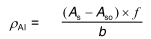 ρAl = (As − Aso) × f / b